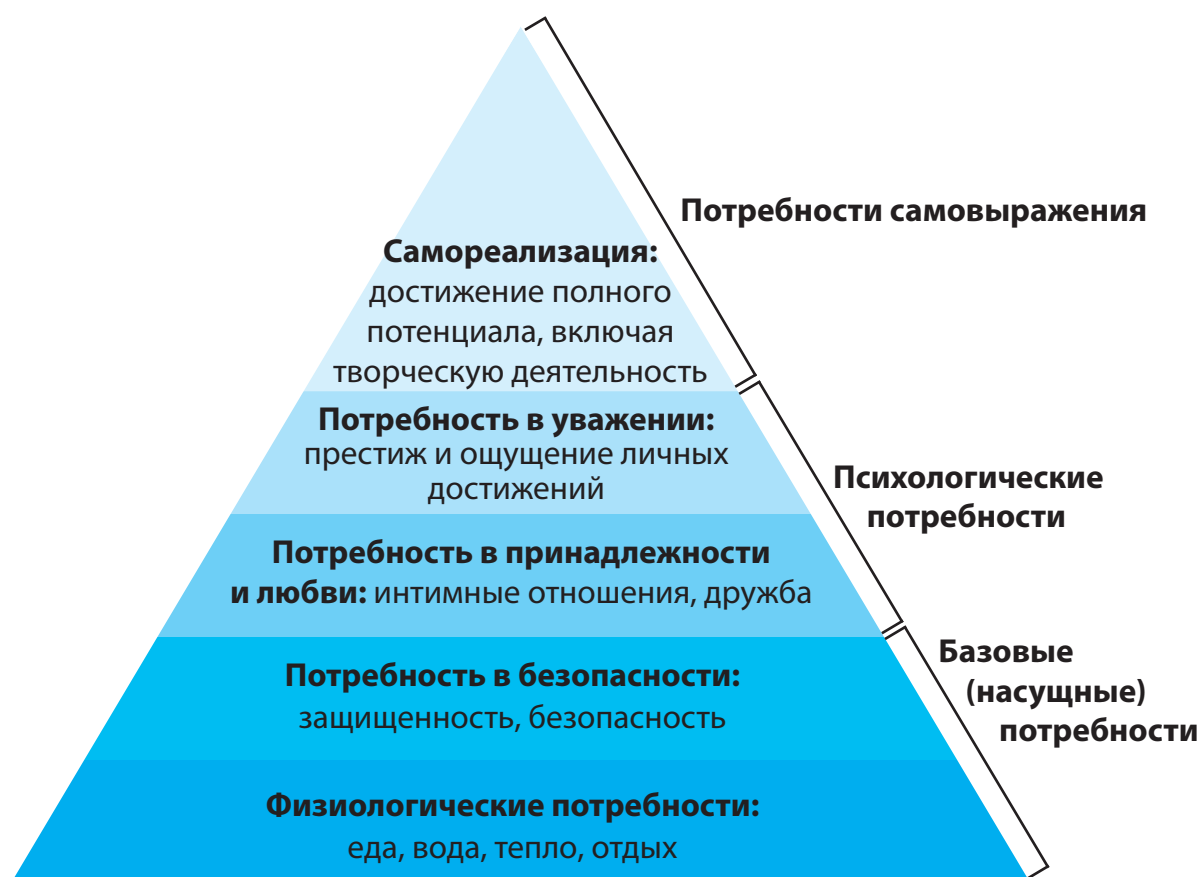 Потребности самовыражения
Самореализация:
достижение полного
потенциала, включая
творческую деятельность
Потребность в уважении:
престиж и ощущение личных
достижений
Психологические
потребности
Потребность в принадлежности
и любви: интимные отношения, дружба
Базовые
(насущные)
потребности
Потребность в безопасности:
защищенность, безопасность
Физиологические потребности:
еда, вода, тепло, отдых